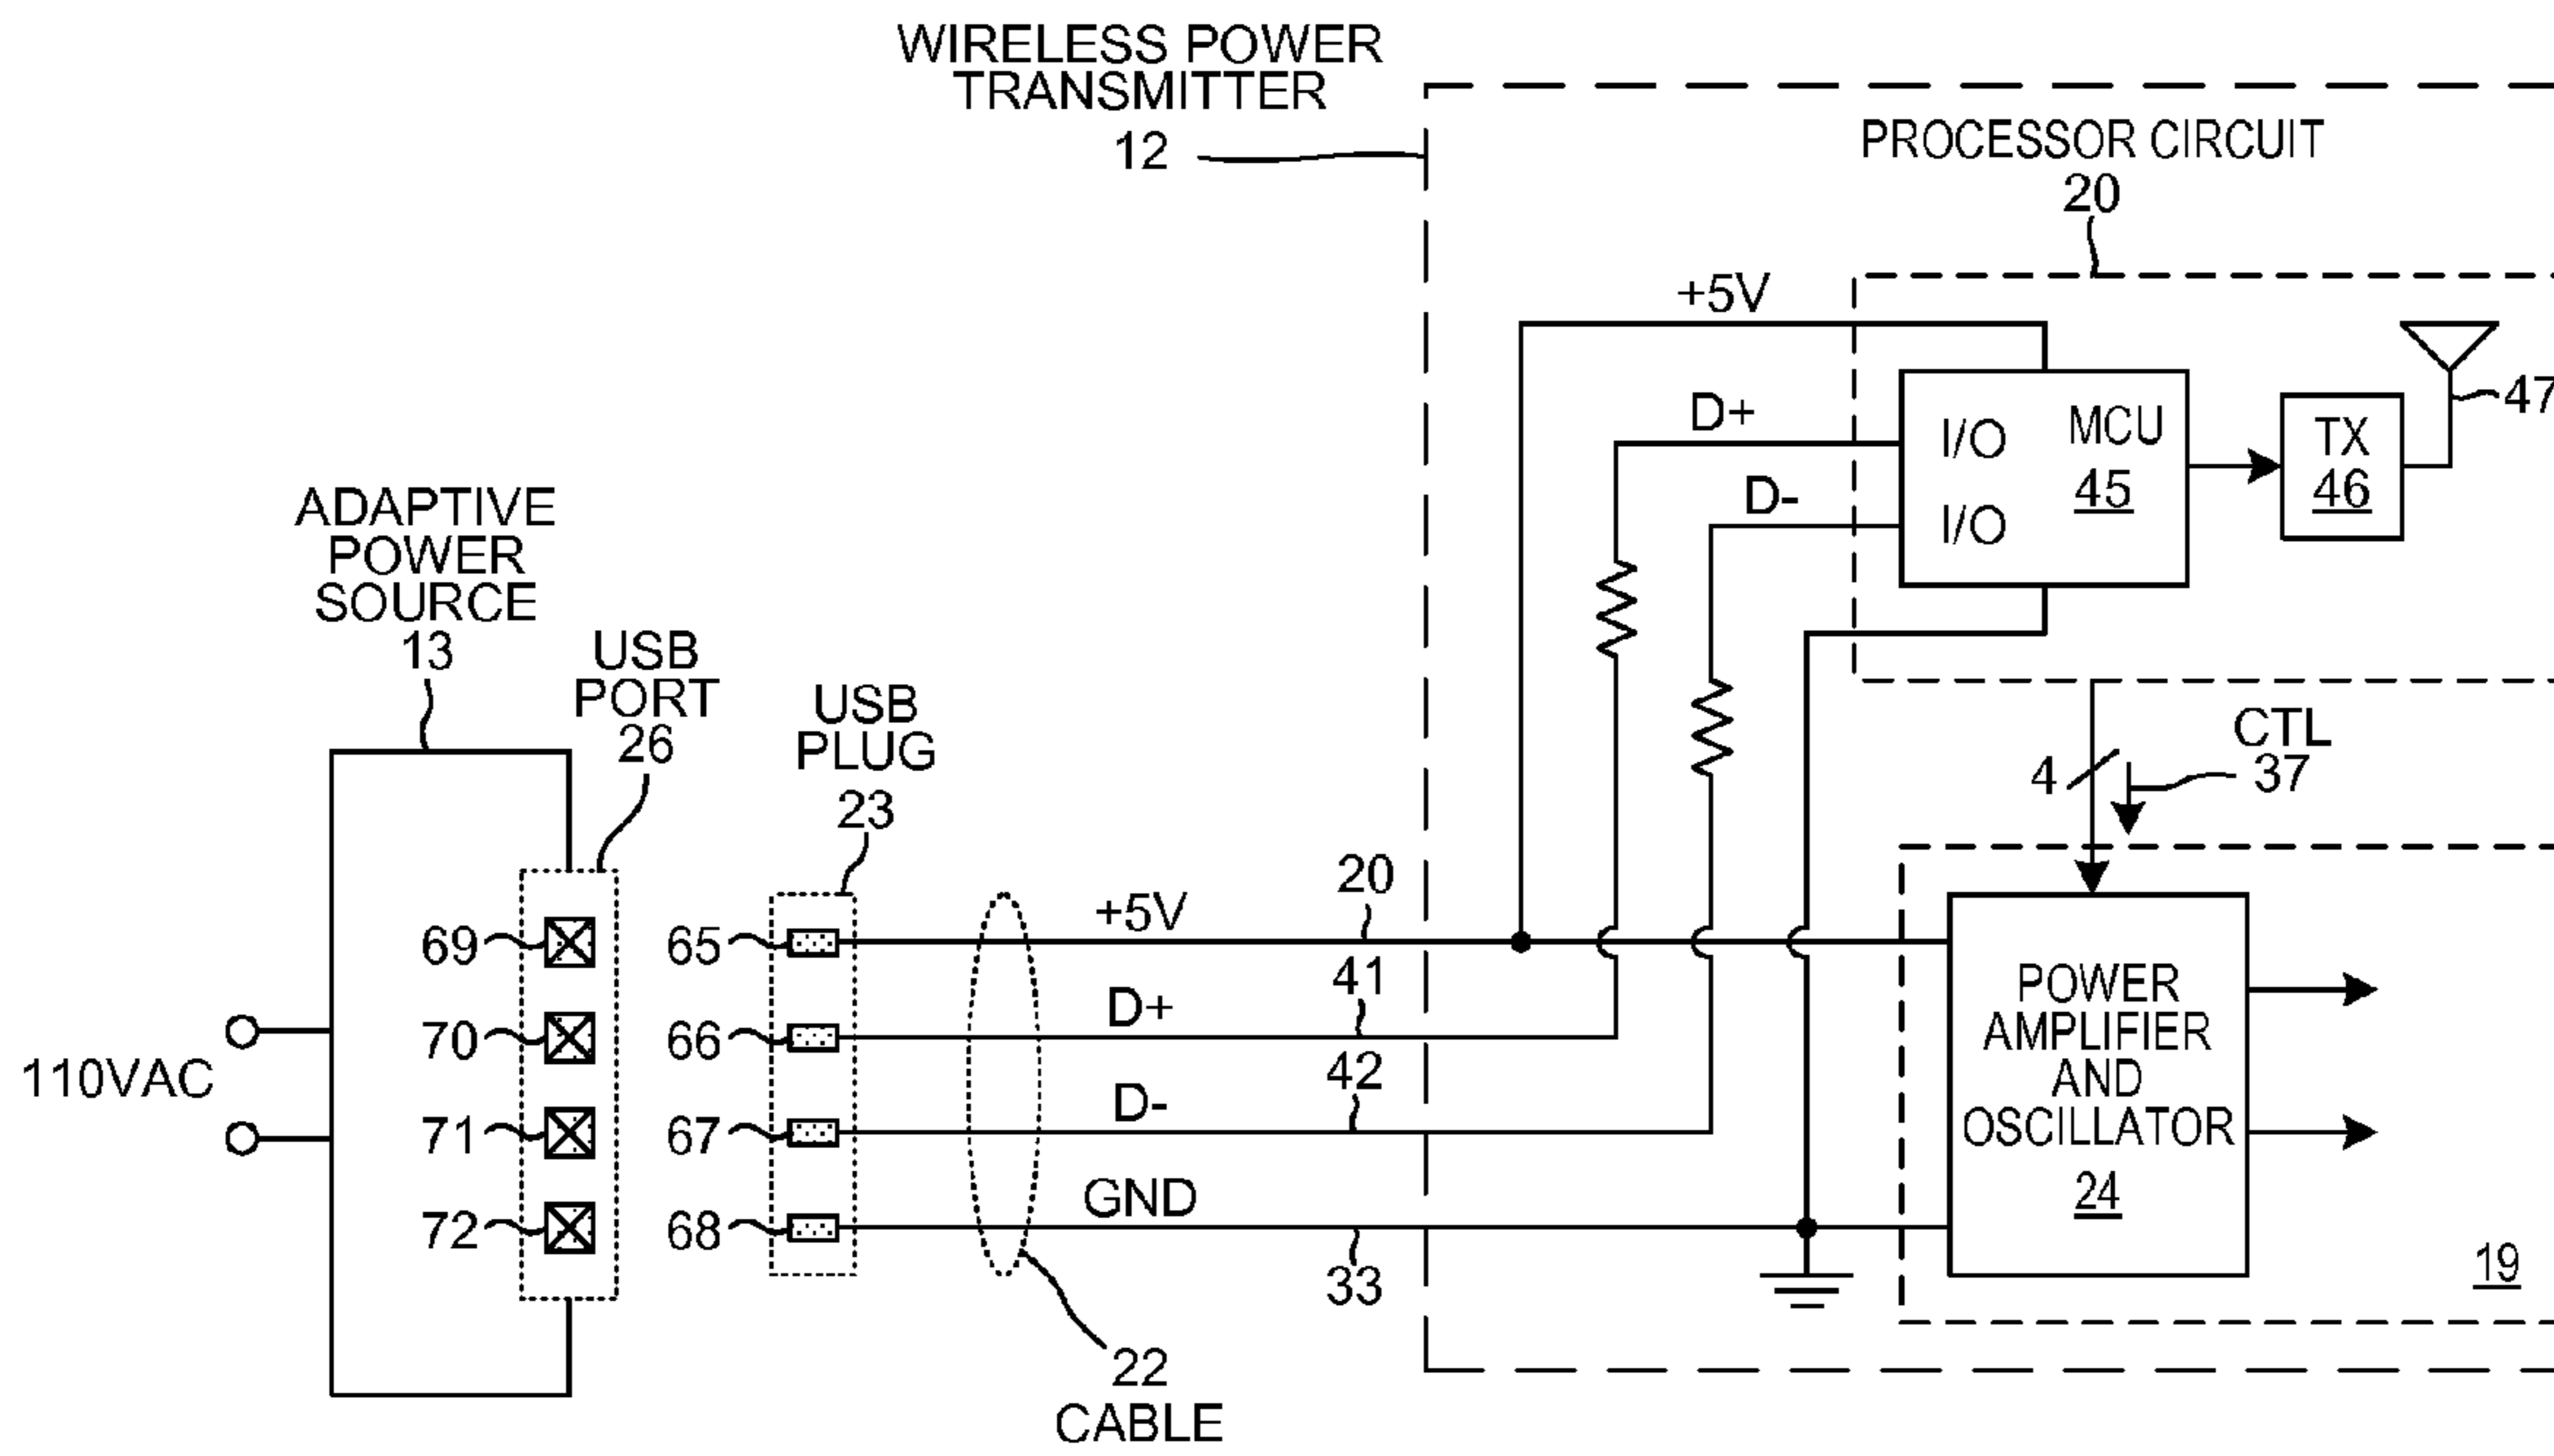 WIRELESS POWER
TRANSMITTER
12
PROCESSOR CIRCUIT
20
+5V
D+
D-
I/O
I/O
MCU
45
TX
46
47
ADAPTIVE
POWER
SOURCE
13
USB
PORT
26
USB
PLUG
23
CTL
37
4
69
70
71
72
110VAC
65
66
67
68
+5V
20
D+
41
D-
42
GND
33
22
CABLE
POWER
AMPLIFIER
AND
OSCILLATOR
24
19